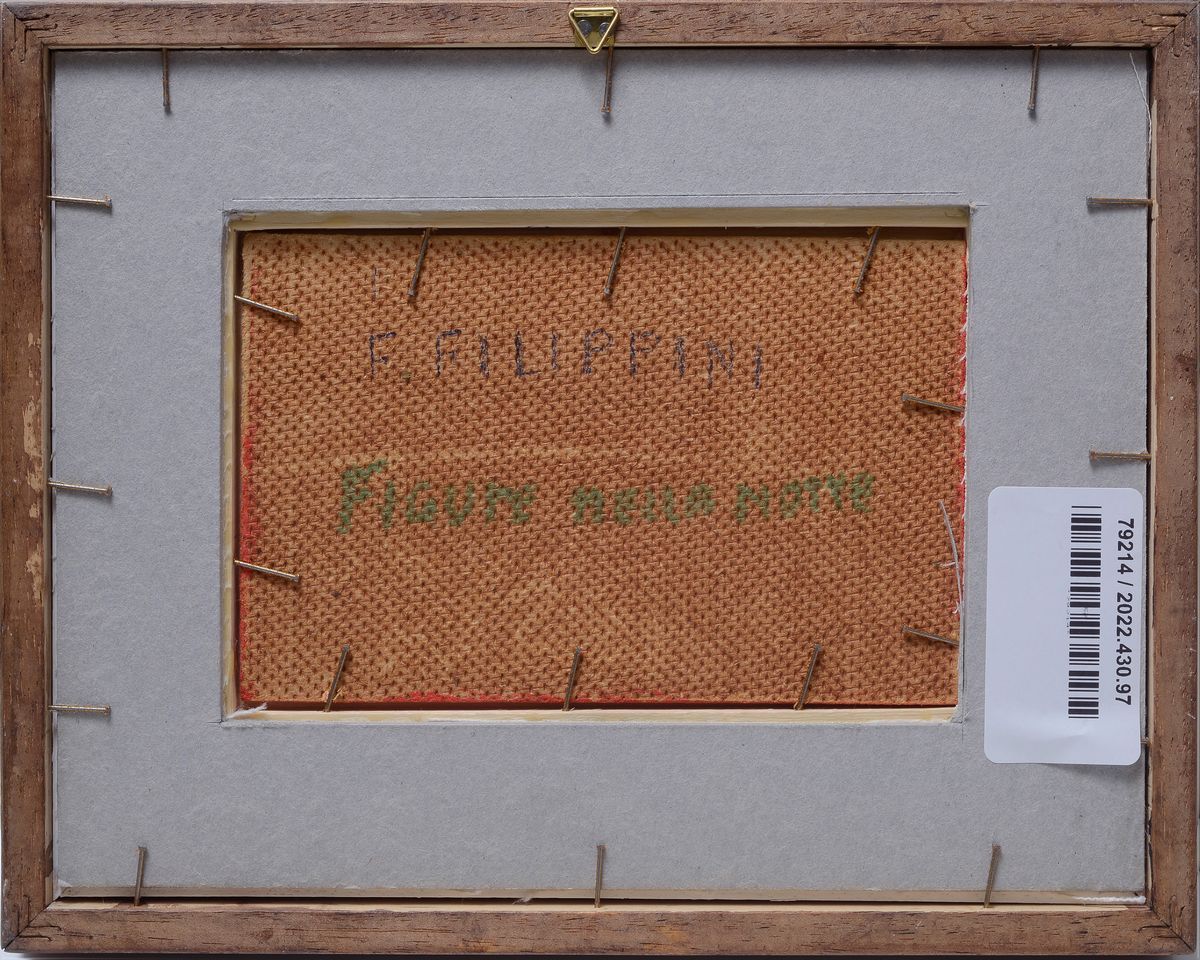 F. FILIPPINI
FIGURE NELLA NOTTE
79214 / 2022.430.97